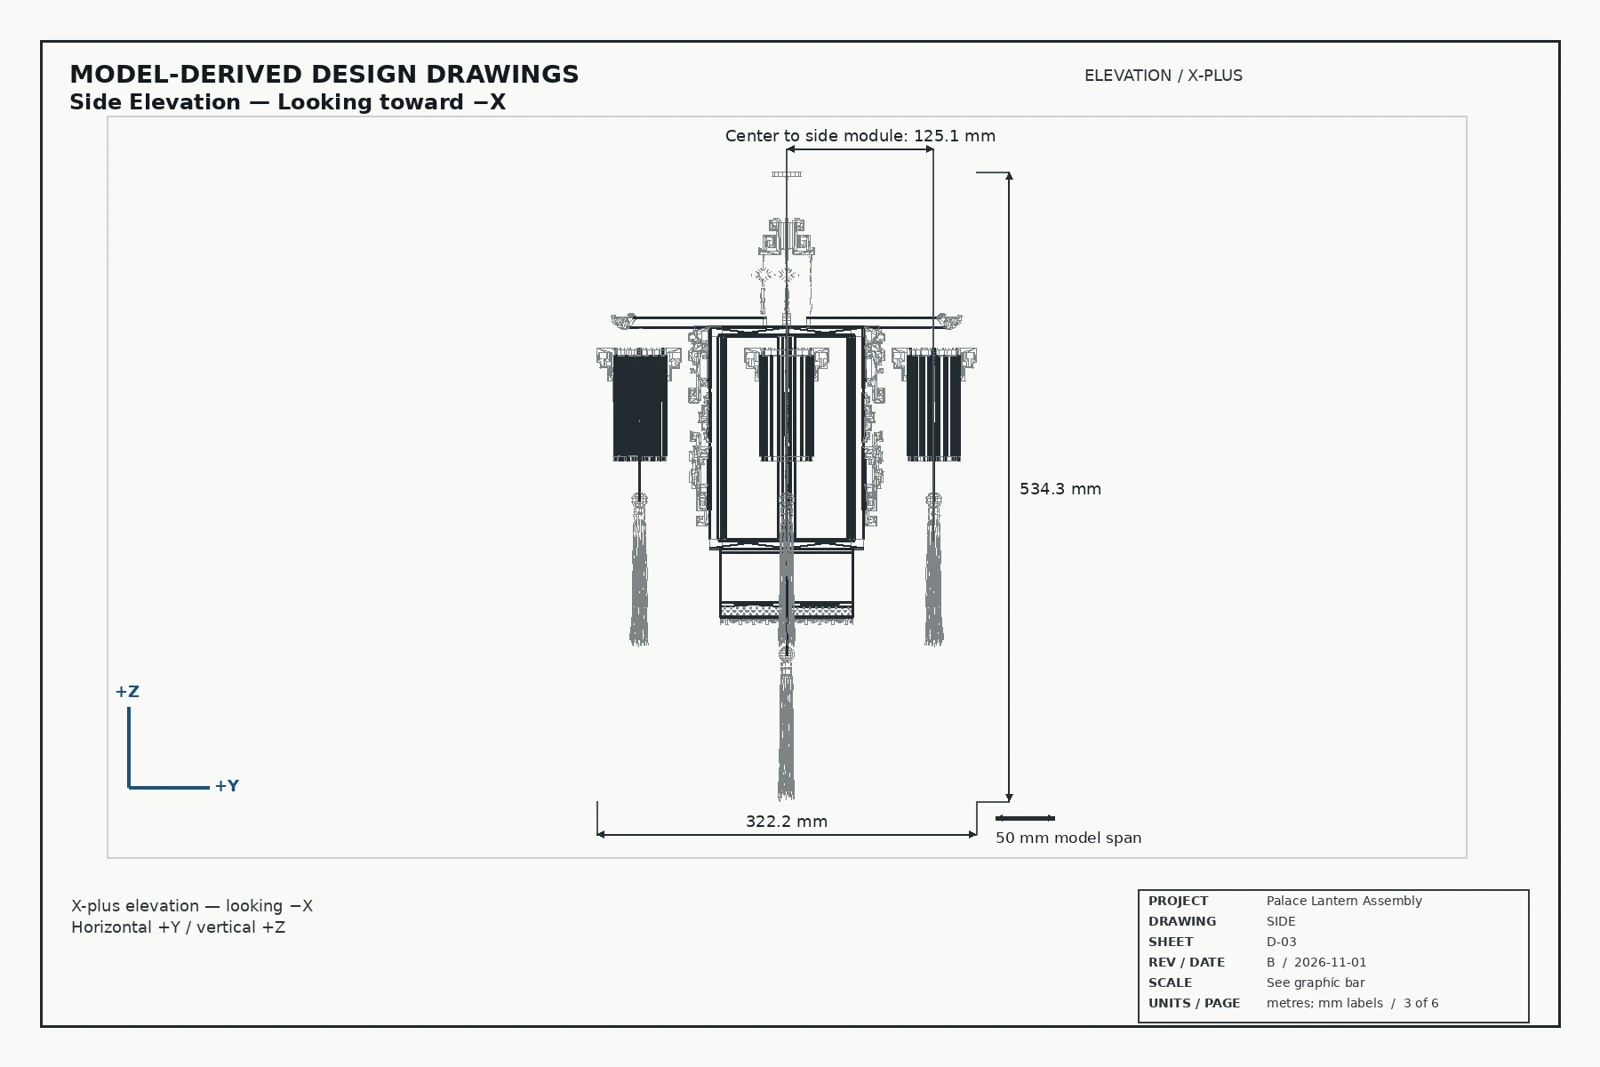 MODEL-DERIVED DESIGN DRAWINGS
Side Elevation — Looking toward −X
ELEVATION / X-PLUS
Center to side module: 125.1 mm
534.3 mm
+Z
+Y
322.2 mm
50 mm model span
X-plus elevation — looking −X
Horizontal +Y / vertical +Z
PROJECT Palace Lantern Assembly
DRAWING SIDE
SHEET D-03
REV / DATE B / 2026-11-01
SCALE See graphic bar
UNITS / PAGE metres; mm labels / 3 of 6